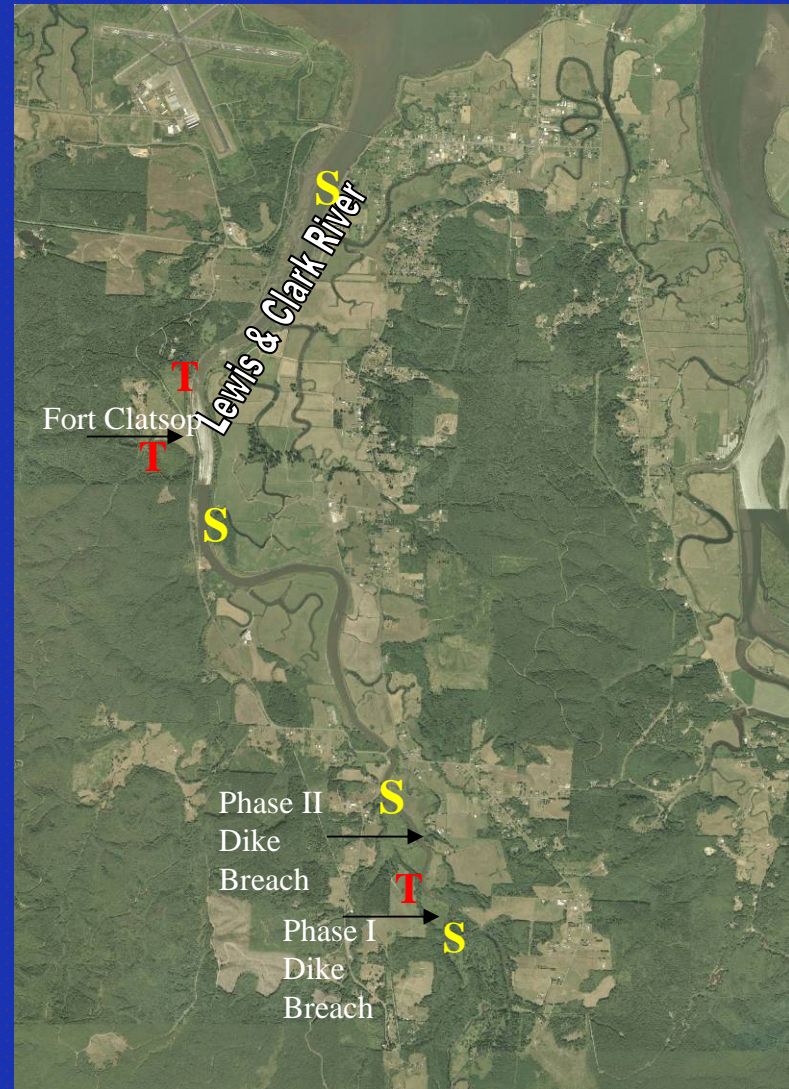 S
Lewis & Clark River
T
Fort Clatsop
T
S
S
Phase II
Dike
Breach
T
Phase I
Dike
Breach
S